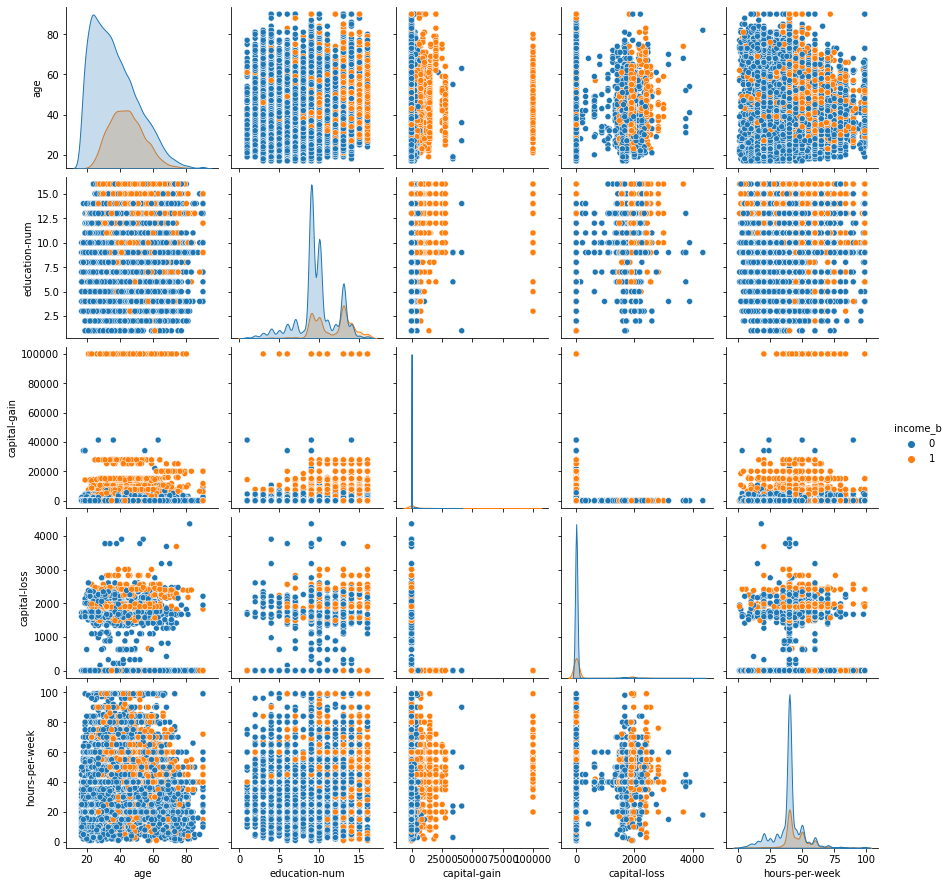 80
60
40
20
age
15.0
12.5
10.0
7.5
5.0
2.5
education-num
100000
80000
60000
40000
20000
0
capital-gain
income_b
0
1
4000
3000
2000
1000
0
capital-loss
100
80
60
40
20
0
hours-per-week
20 40 60 80
0 5 10 15
0 25000 50000 75000 100000
0 2000 4000
0 25 50 75 100
age education-num capital-gain capital-loss hours-per-week